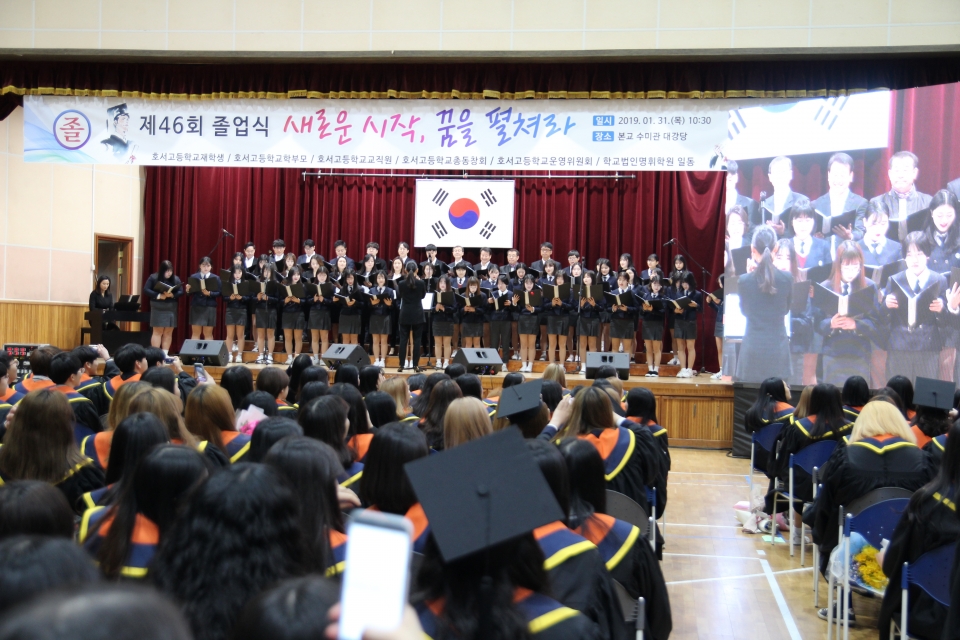 졸
제46회 졸업식 새로운 시작, 꿈을 펼쳐라
일시 2019. 01. 31.(목) 10:30
장소 본교 수미관 대강당
호서고등학교재학생 / 호서고등학교학부모 / 호서고등학교교직원 / 호서고등학교총동창회 / 호서고등학교운영위원회 / 학교법인명휘학원 일동